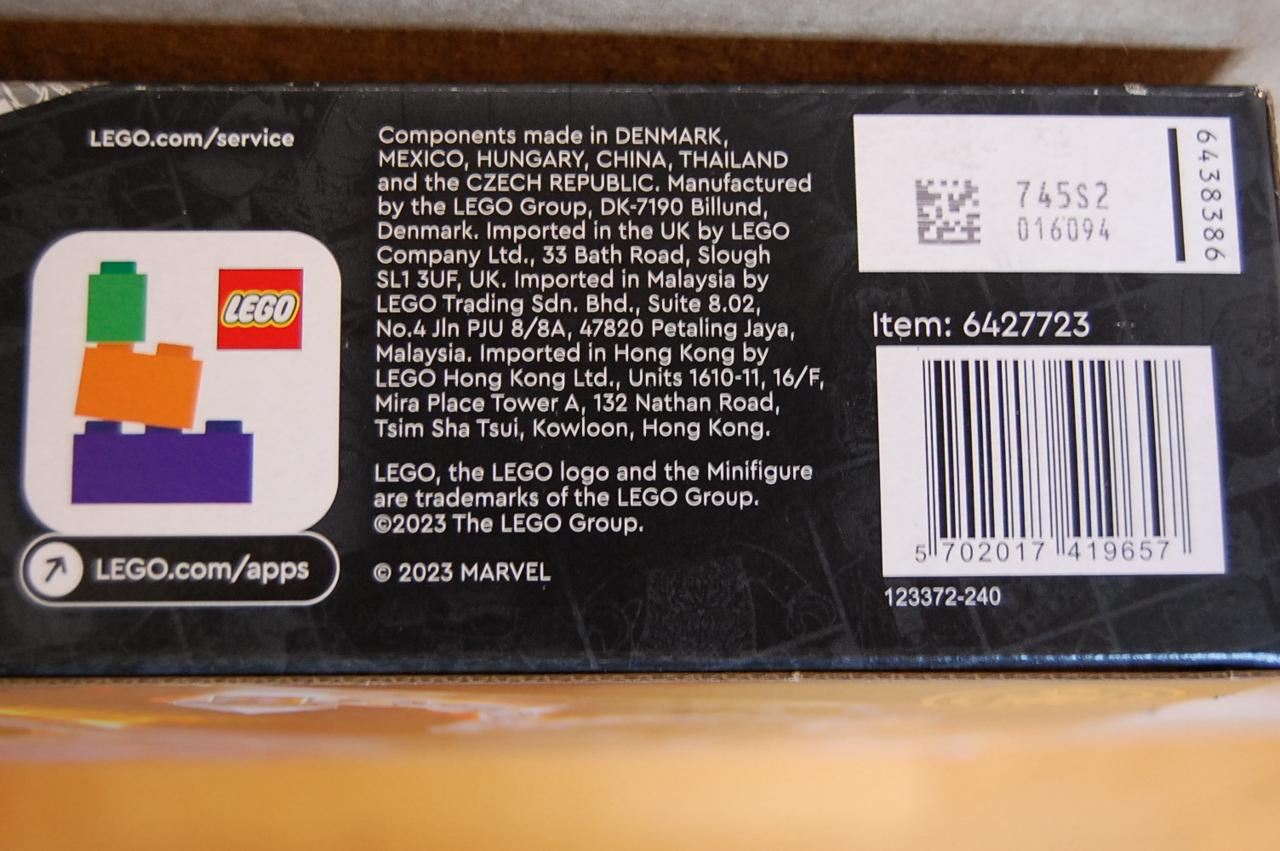 LEGO.com/service
LEGO
LEGO.com/apps
Components made in DENMARK,
MEXICO, HUNGARY, CHINA, THAILAND
and the CZECH REPUBLIC. Manufactured
by the LEGO Group, DK-7190 Billund,
Denmark. Imported in the UK by LEGO
Company Ltd., 33 Bath Road, Slough
SL1 3UF, UK. Imported in Malaysia by
LEGO Trading Sdn. Bhd., Suite 8.02,
No.4 Jln PJU 8/8A, 47820 Petaling Jaya,
Malaysia. Imported in Hong Kong by
LEGO Hong Kong Ltd., Units 1610-11, 16/F,
Mira Place Tower A, 132 Nathan Road,
Tsim Sha Tsui, Kowloon, Hong Kong.
LEGO, the LEGO logo and the Minifigure
are trademarks of the LEGO Group.
©2023 The LEGO Group.
© 2023 MARVEL
745S2
016094
6438386
Item: 6427723
5 702017 419657
123372-240